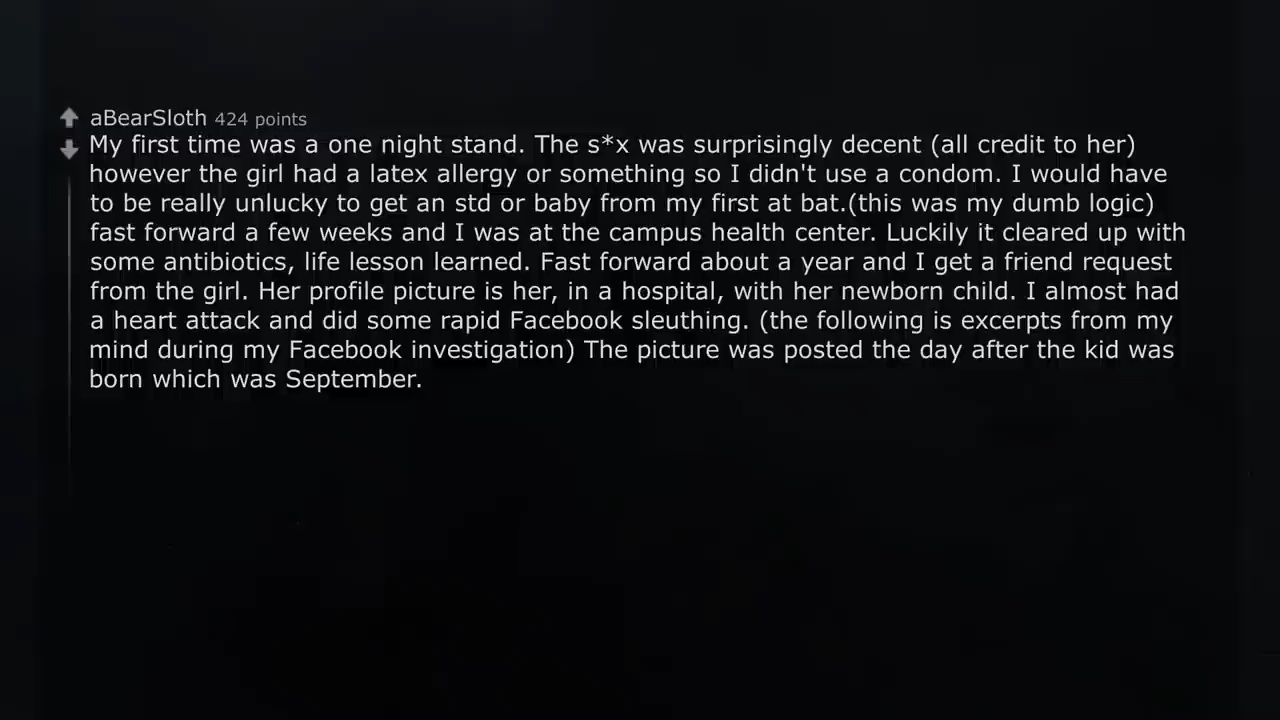 aBearSloth 424 points
My first time was a one night stand. The s*x was surprisingly decent (all credit to her)
however the girl had a latex allergy or something so I didn't use a condom. I would have
to be really unlucky to get an std or baby from my first at bat.(this was my dumb logic)
fast forward a few weeks and I was at the campus health center. Luckily it cleared up with
some antibiotics, life lesson learned. Fast forward about a year and I get a friend request
from the girl. Her profile picture is her, in a hospital, with her newborn child. I almost had
a heart attack and did some rapid Facebook sleuthing. (the following is excerpts from my
mind during my Facebook investigation) The picture was posted the day after the kid was
born which was September.